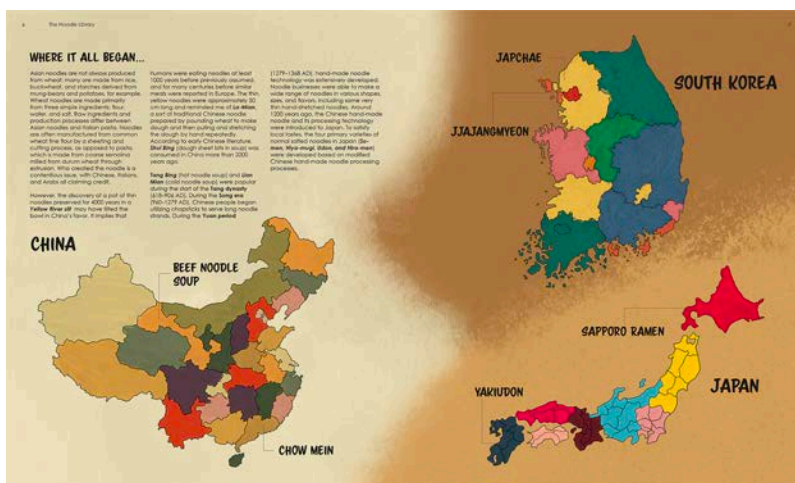 The Noodle Library
WHERE IT ALL BEGAN...
Asian noodles are not always produced
from wheat; many are made from rice,
buckwheat, and starches derived from
mung-beans and potatoes, for example.
Wheat noodles are made primarily
from three simple ingredients: flour,
water, and salt. Raw ingredients and
production processes differ between
Asian noodles and Italian pasta. Noodles
are often manufactured from common
wheat fine flour by a sheeting and
cutting process, as opposed to pasta,
which is made from coarse semolina
milled from durum wheat through
extrusion. Who created the noodle is a
contentious issue, with Chinese, Italians,
and Arabs all claiming credit.
However, the discovery of a pot of thin
noodles preserved for 4000 years in a
Yellow River silt may have tilted the
bowl in China's favor. It implies that
humans were eating noodles at least
1000 years before previously assumed,
and for many centuries before similar
meals were reported in Europe. The thin,
yellow noodles were approximately 50
cm long and reminded me of La-Mian,
a sort of traditional Chinese noodle
prepared by pounding wheat to make
dough and then pulling and stretching
the dough by hand repeatedly.
According to early Chinese literature,
Shui Bing (dough sheet bits in soup) was
consumed in China more than 2000
years ago.
Tang Bing (hot noodle soup) and Lian
Mian (cold noodle soup) were popular
during the start of the Tang dynasty
(618–906 AD). During the Song era
(960–1279 AD), Chinese people began
utilizing chopsticks to serve long noodle
strands. During the Yuan period
(1279–1368 AD), hand-made noodle
technology was extensively developed.
Noodle businesses were able to make a
wide range of noodles in various shapes,
sizes, and flavors, including some very
thin hand-stretched noodles. Around
1200 years ago, the Chinese hand-made
noodle and its processing technology
were introduced to Japan. To satisfy
local tastes, the four primary varieties of
normal salted noodles in Japan (So-
men, Hiya-mugi, Udon, and Hira-men)
were developed based on modified
Chinese hand-made noodle processing
processes.
CHINA
BEEF NOODLE
SOUP
CHOW MEIN
JAPCHAE
SOUTH KOREA
JJAJANGMYEON
SAPPORO RAMEN
YAKIUDON
JAPAN